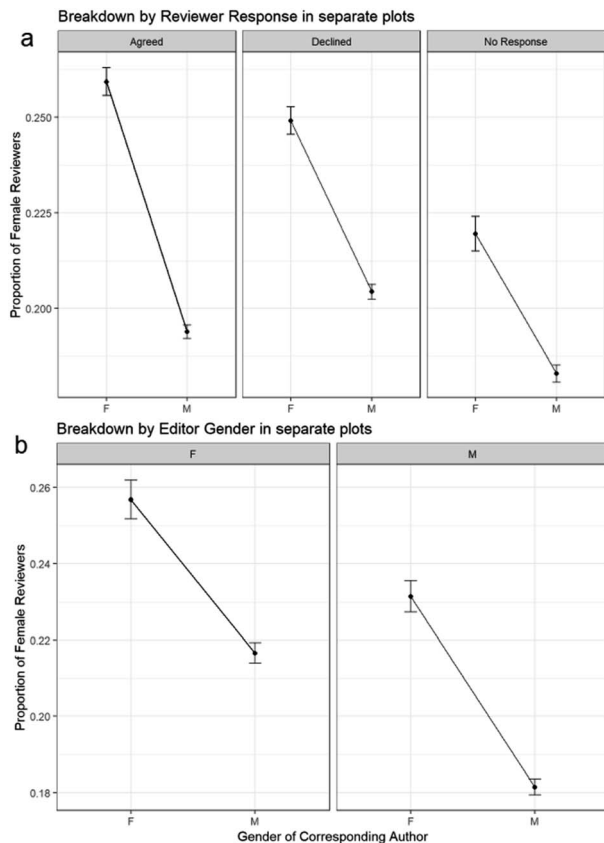 Breakdown by Reviewer Response in separate plots
a
Agreed Declined No Response
Proportion of Female Reviewers
0.250
0.225
0.200
F M F M F M
Breakdown by Editor Gender in separate plots
b
F M
Proportion of Female Reviewers
0.26
0.24
0.22
0.20
0.18
F M F M
Gender of Corresponding Author